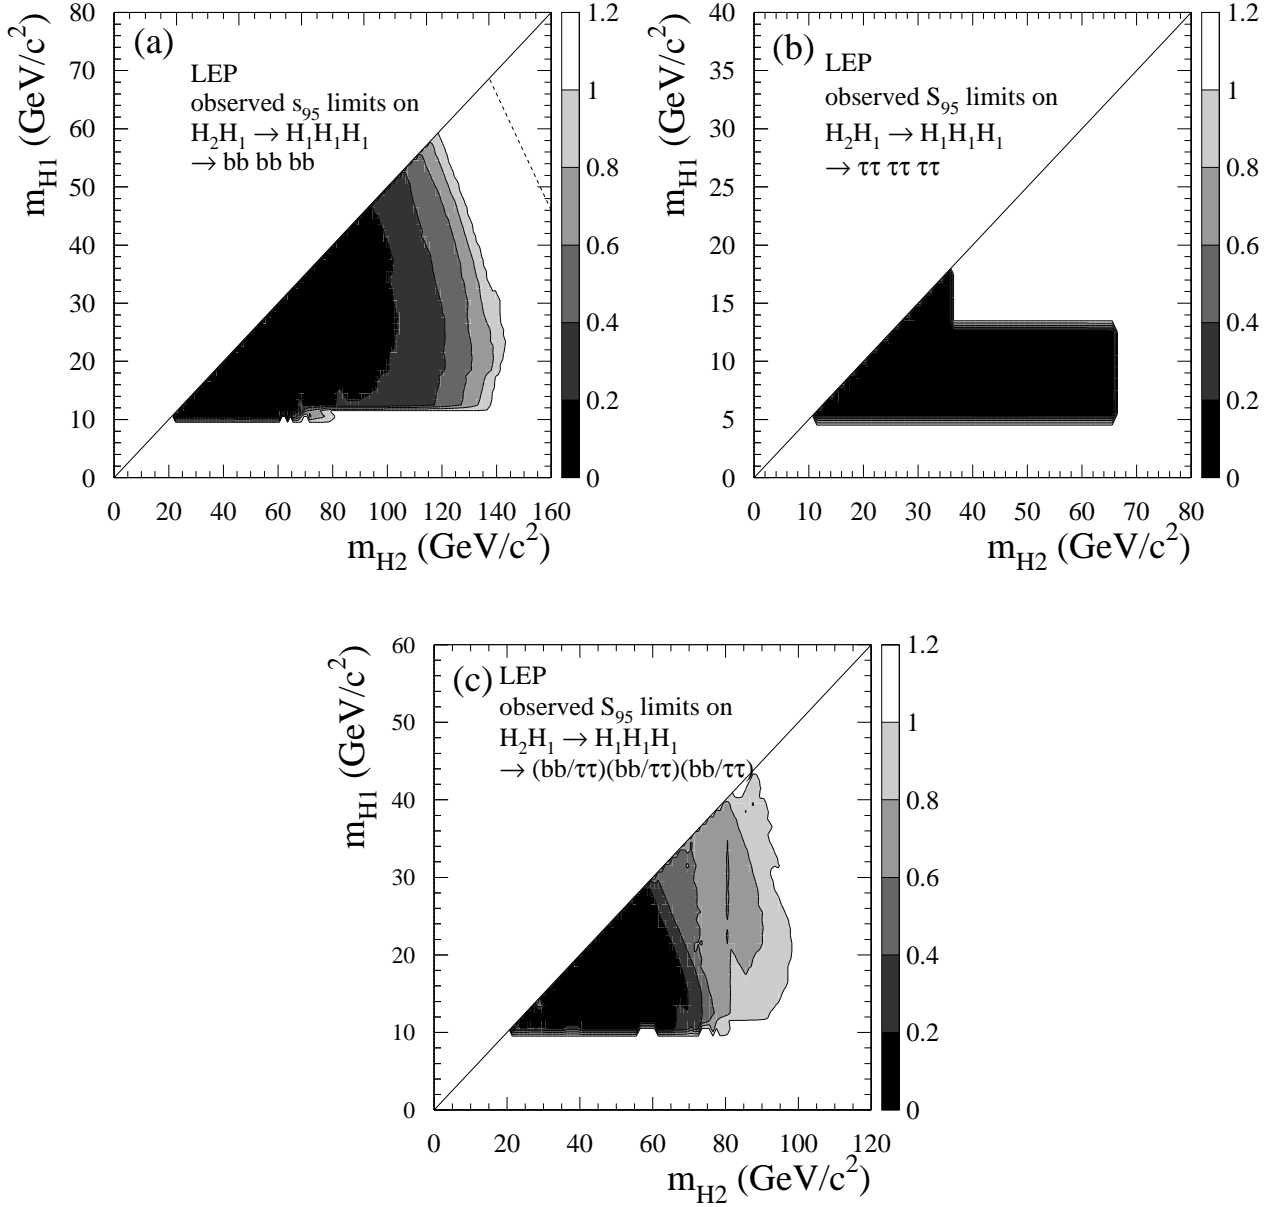 (a)
LEP
observed s95 limits on
H2H1 → H1H1H1
→ bb bb bb
mH1 (GeV/c2)
80
70
60
50
40
30
20
10
0
0 20 40 60 80 100 120 140 160
mH2 (GeV/c2)
1.2
1
0.8
0.6
0.4
0.2
0
(b)
LEP
observed S95 limits on
H2H1 → H1H1H1
→ ττ ττ ττ
mH1 (GeV/c2)
40
35
30
25
20
15
10
5
0
0 10 20 30 40 50 60 70 80
mH2 (GeV/c2)
1.2
1
0.8
0.6
0.4
0.2
0
(c)
LEP
observed S95 limits on
H2H1 → H1H1H1
→ (bb/ττ)(bb/ττ)(bb/ττ)
mH1 (GeV/c2)
60
50
40
30
20
10
0
0 20 40 60 80 100 120
mH2 (GeV/c2)
1.2
1
0.8
0.6
0.4
0.2
0